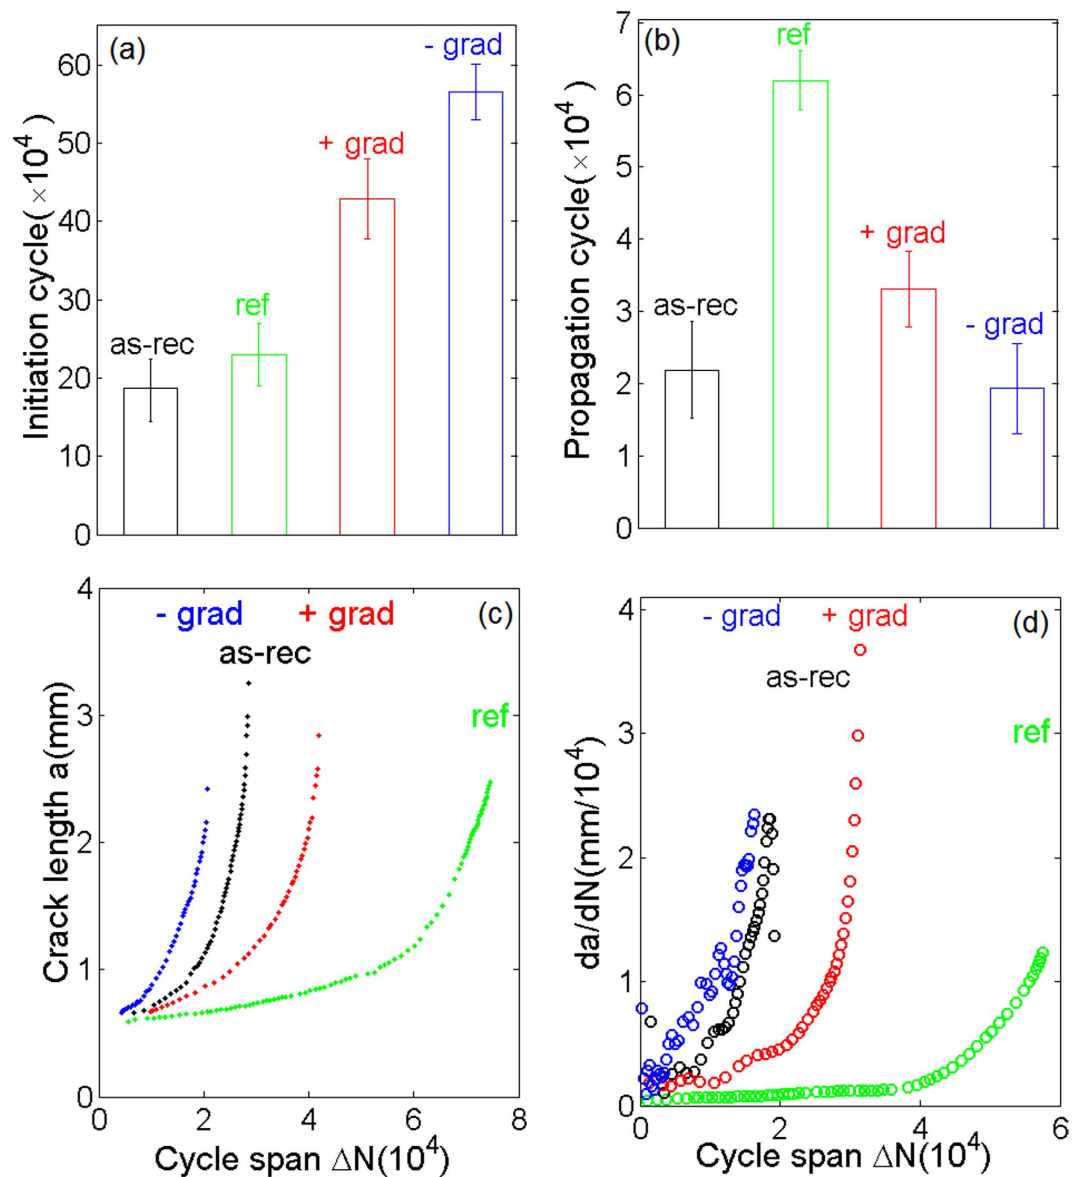 (a)
- grad
+ grad
ref
as-rec
Initiation cycle(×10⁴)
60
50
40
30
20
10
0
(b)
ref
+ grad
as-rec
- grad
Propagation cycle(×10⁴)
7
6
5
4
3
2
1
0
(c)
- grad + grad
as-rec
ref
Crack length a(mm)
4
3
2
1
0
0 2 4 6 8
Cycle span ΔN(10⁴)
(d)
- grad + grad
as-rec
ref
da/dN(mm/10⁴)
4
3
2
1
0
0 2 4 6
Cycle span ΔN(10⁴)